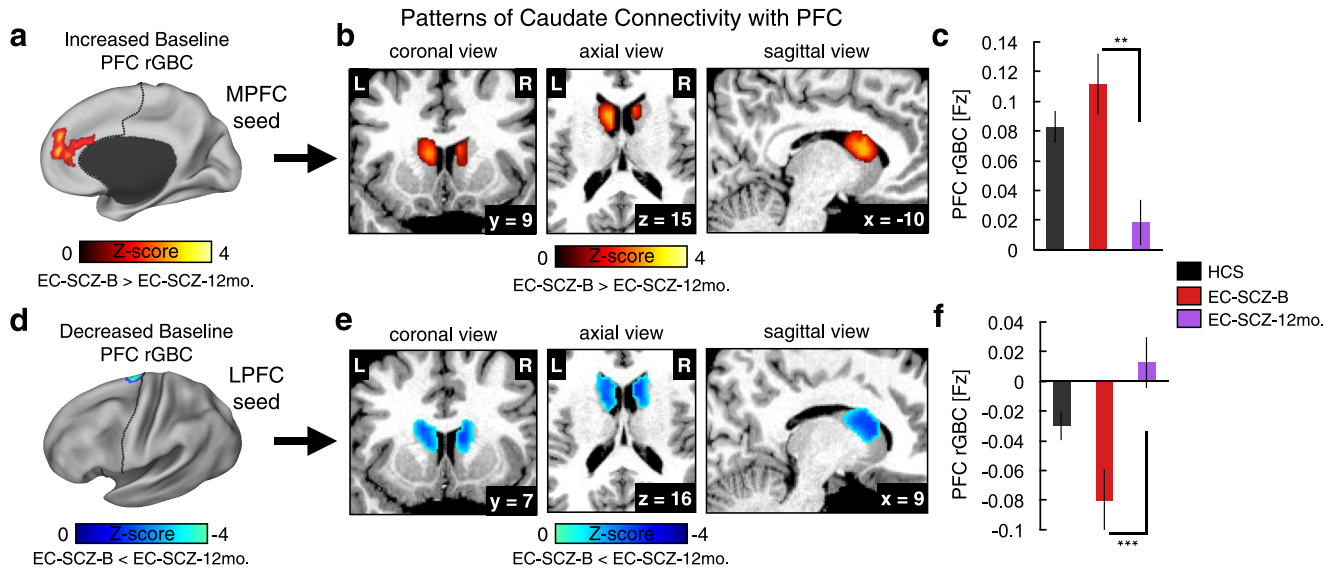 Patterns of Caudate Connectivity with PFC
a
Increased Baseline
PFC rGBC
MPFC
seed
0 Z-score 4
EC-SCZ-B > EC-SCZ-12mo.
b
coronal view
axial view
sagittal view
L R
L R
y = 9
z = 15
x = -10
0 Z-score 4
EC-SCZ-B > EC-SCZ-12mo.
c
PFC rGBC [Fz]
0.14
0.12
0.1
0.08
0.06
0.04
0.02
0
**
HCS
EC-SCZ-B
EC-SCZ-12mo.
d
Decreased Baseline
PFC rGBC
LPFC
seed
0 Z-score -4
EC-SCZ-B < EC-SCZ-12mo.
e
coronal view
axial view
sagittal view
L R
L R
y = 7
z = 16
x = 9
0 Z-score -4
EC-SCZ-B < EC-SCZ-12mo.
f
PFC rGBC [Fz]
0.04
0.02
0
-0.02
-0.04
-0.06
-0.08
-0.1
***